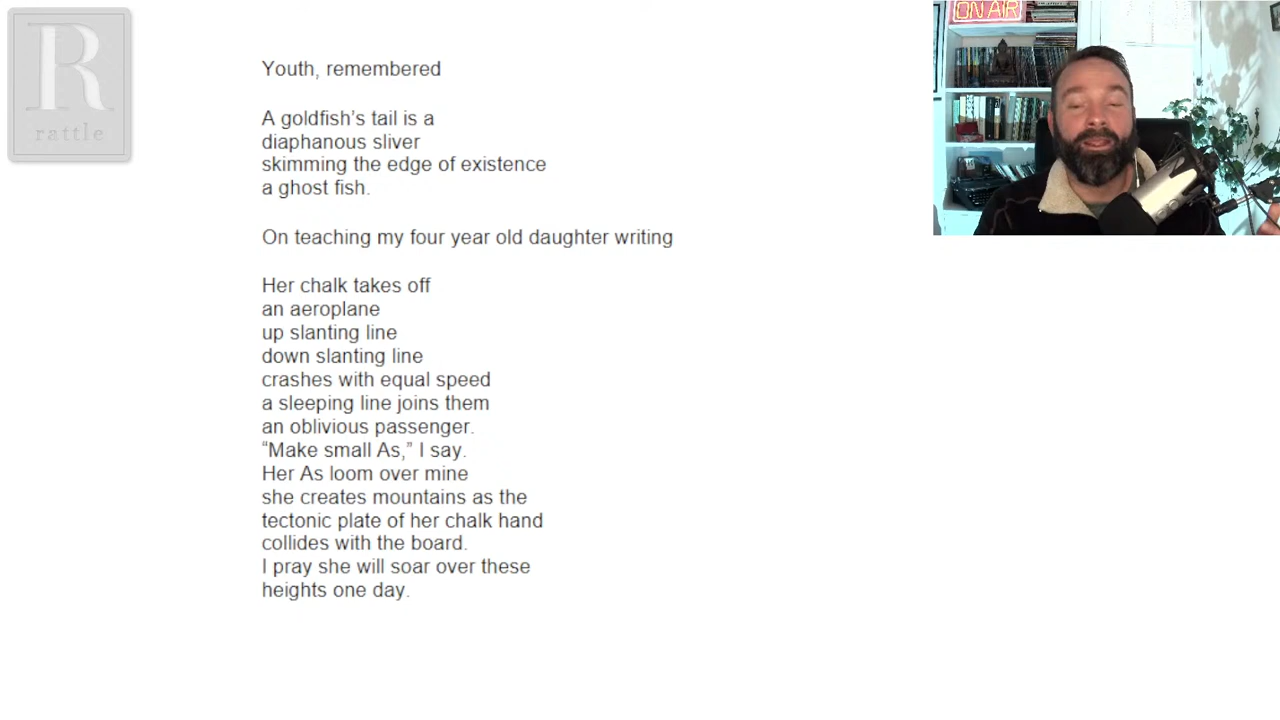 R
rattle
ON AIR
Youth, remembered
A goldfish’s tail is a
diaphanous sliver
skimming the edge of existence
a ghost fish.
On teaching my four year old daughter writing
Her chalk takes off
an aeroplane
up slanting line
down slanting line
crashes with equal speed
a sleeping line joins them
an oblivious passenger.
“Make small As,” I say.
Her As loom over mine
she creates mountains as the
tectonic plate of her chalk hand
collides with the board.
I pray she will soar over these
heights one day.